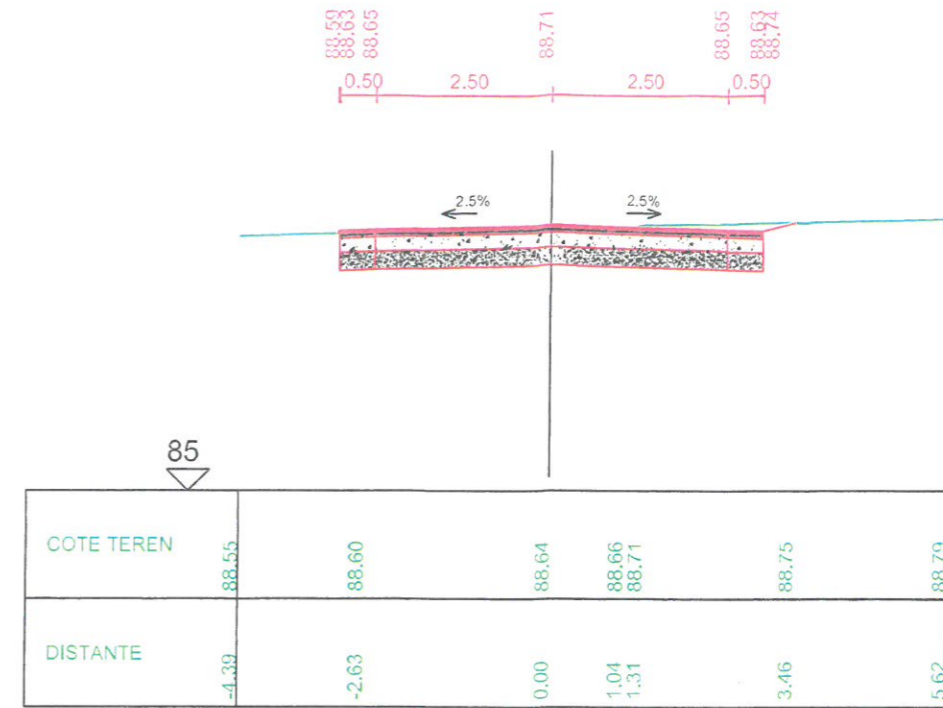 88.59 88.63 88.65 88.71 88.65 88.63 88.74
0.50 2.50 2.50 0.50
2.5% 2.5%
85
COTE TEREN 88.55 88.60 88.64 88.66 88.71 88.75 88.79
DISTANTE -4.39 -2.63 0.00 1.04 1.31 3.46 5.62